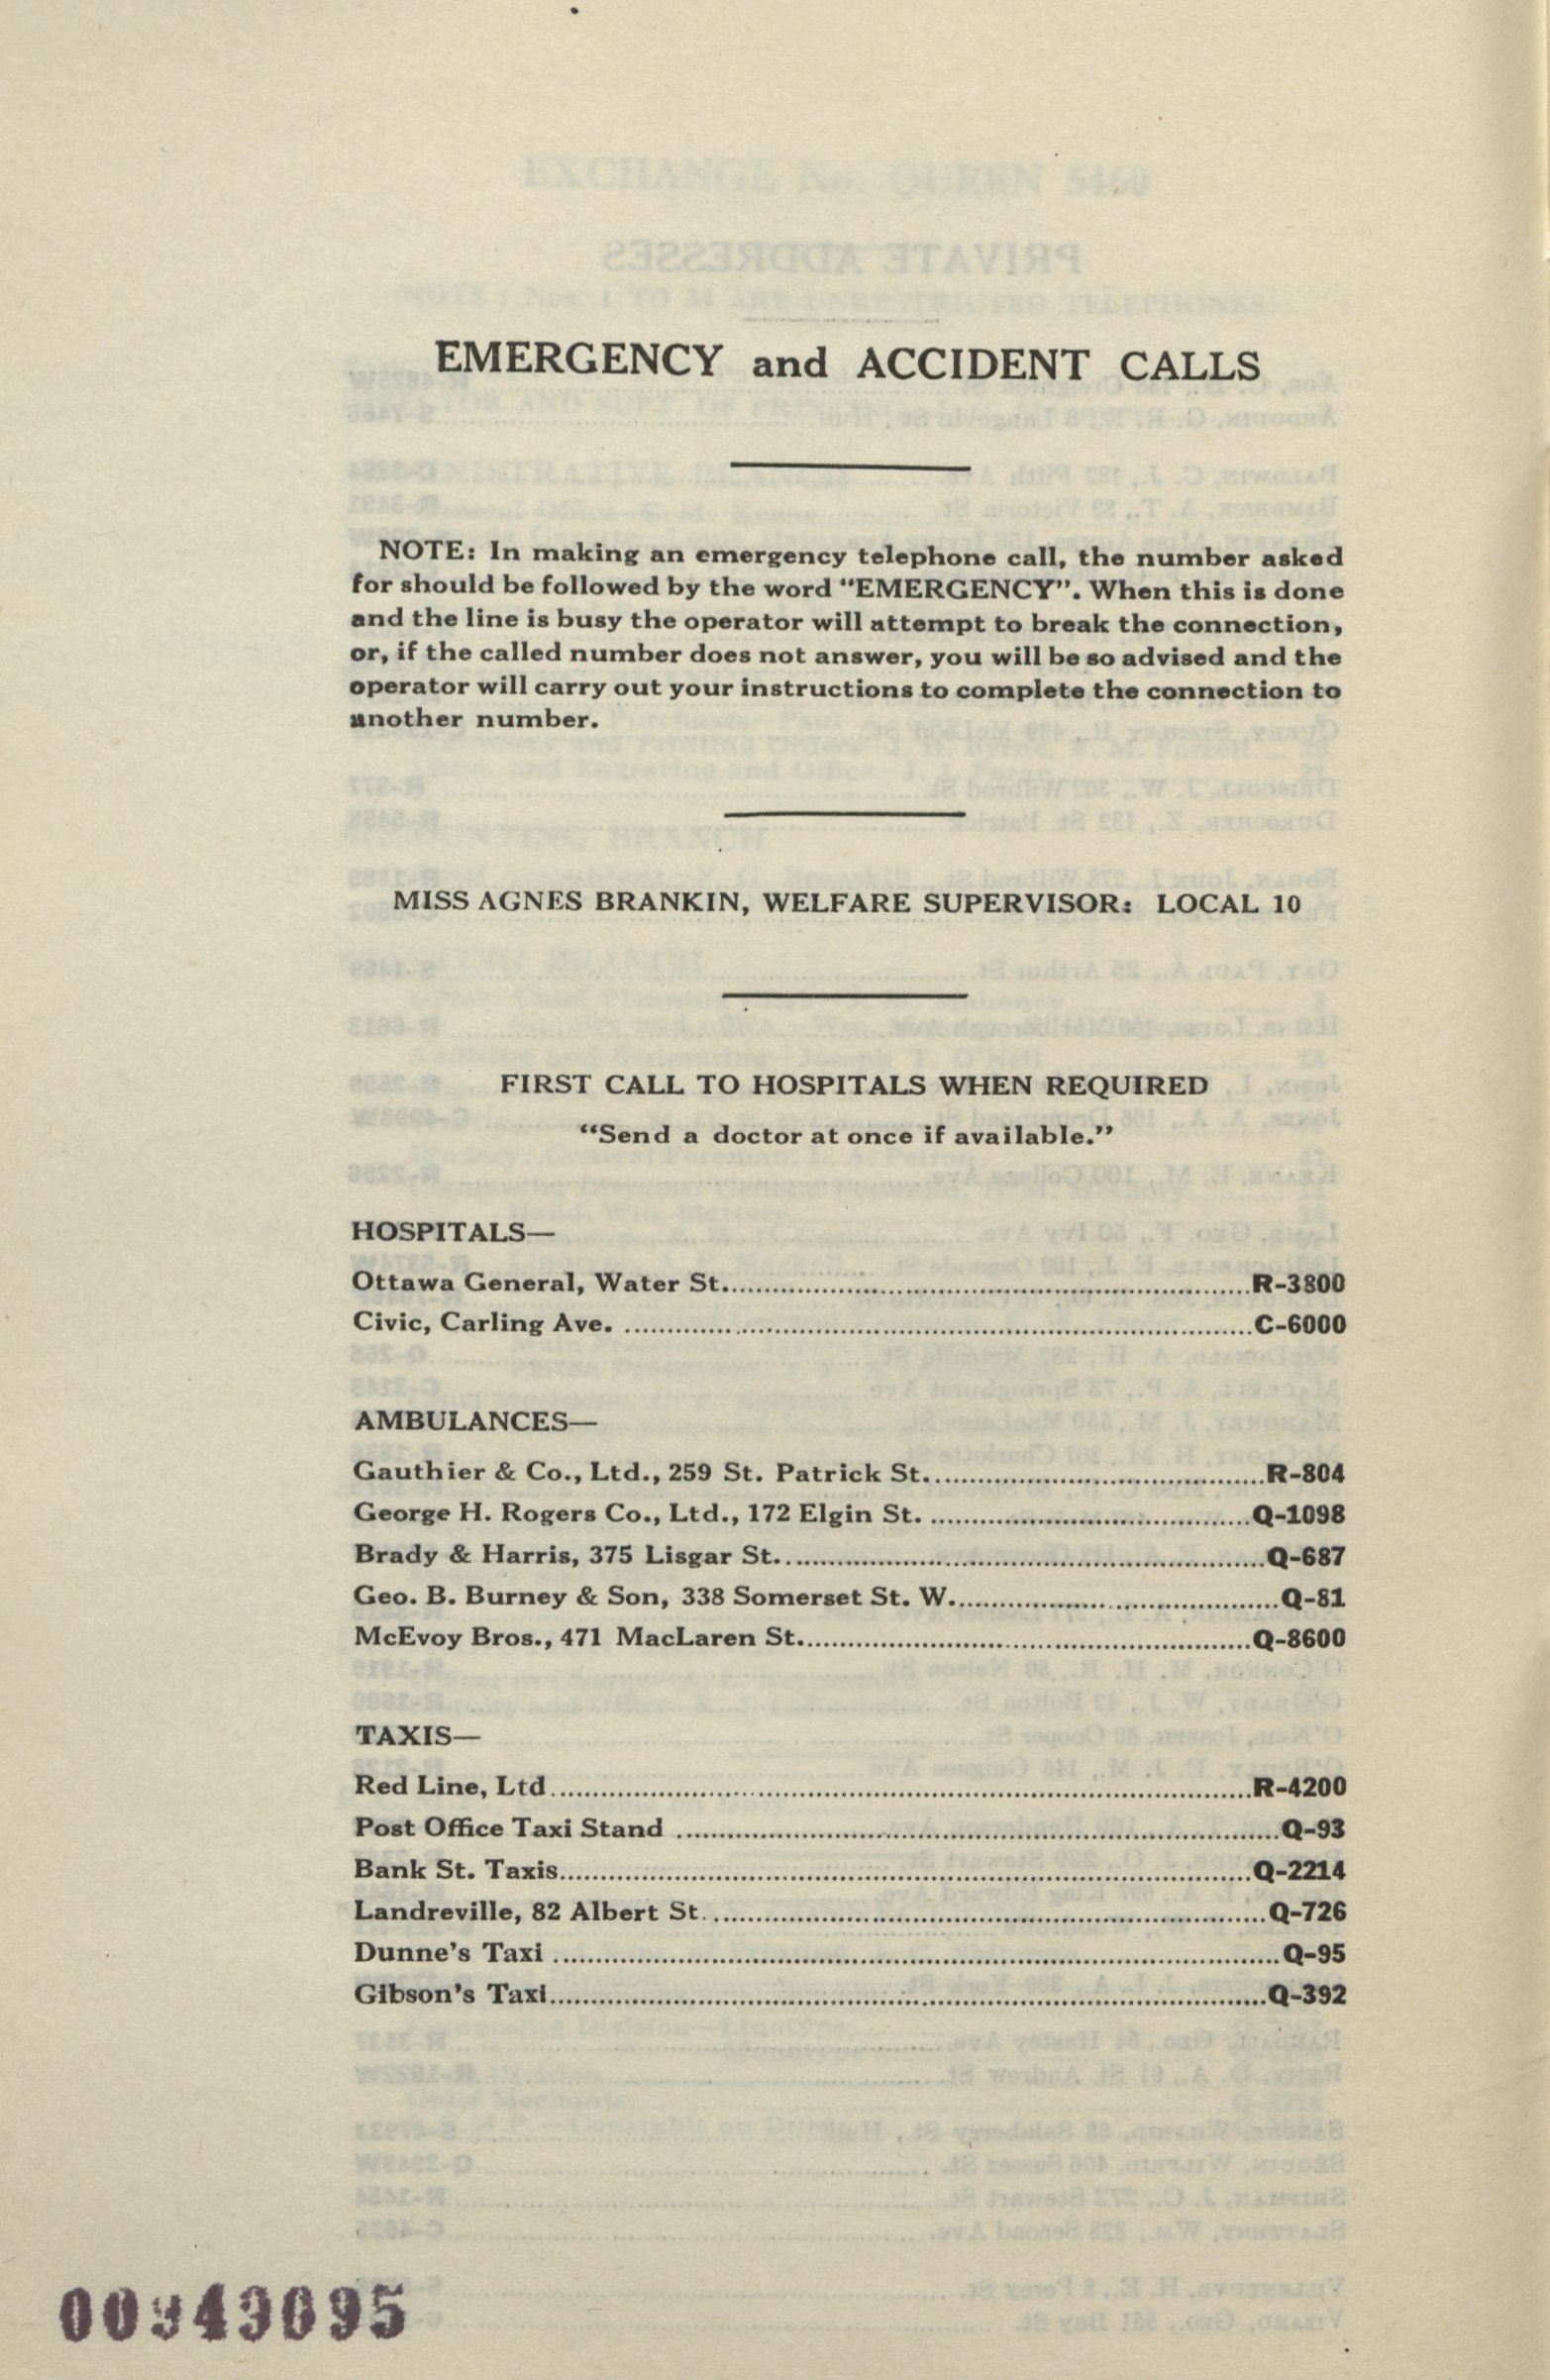 EMERGENCY and ACCIDENT CALLS
NOTE: In making an emergency telephone call, the number asked
for should be followed by the word "EMERGENCY". When this is done
and the line is busy the operator will attempt to break the connection,
or, if the called number does not answer, you will be so advised and the
operator will carry out your instructions to complete the connection to
another number.
MISS AGNES BRANKIN, WELFARE SUPERVISOR: LOCAL 10
FIRST CALL TO HOSPITALS WHEN REQUIRED
"Send a doctor at once if available."
HOSPITALS—
Ottawa General, Water St. R-3800
Civic, Carling Ave. C-6000
AMBULANCES—
Gauthier & Co., Ltd., 259 St. Patrick St. R-804
George H. Rogers Co., Ltd., 172 Elgin St. Q-1098
Brady & Harris, 375 Lisgar St. Q-687
Geo. B. Burney & Son, 338 Somerset St. W. Q-81
McEvoy Bros., 471 MacLaren St. Q-8600
TAXIS—
Red Line, Ltd. R-4200
Post Office Taxi Stand Q-93
Bank St. Taxis Q-2214
Landreville, 82 Albert St. Q-726
Dunne's Taxi Q-95
Gibson's Taxi Q-392